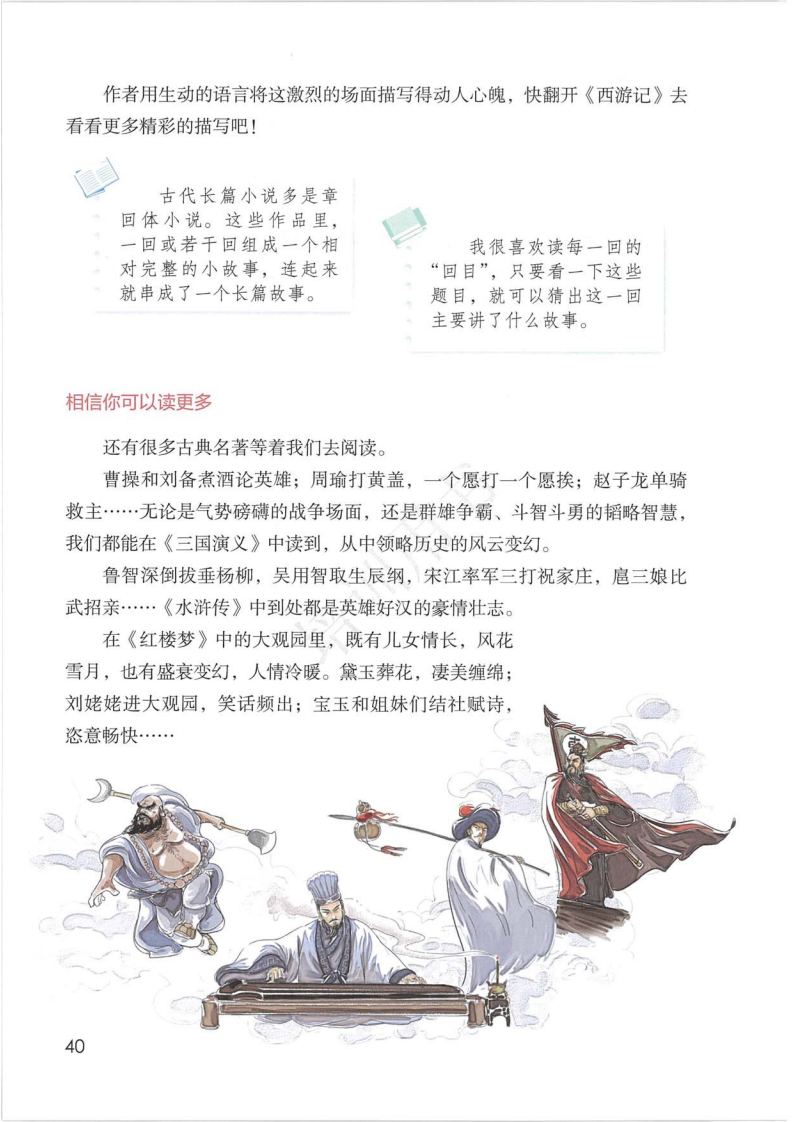 作者用生动的语言将这激烈的场面描写得动人心魄，快翻开《西游记》去
看看更多精彩的描写吧！
古代长篇小说多是章
回体小说。这些作品里，
一回或若干回组成一个相
对完整的小故事，连起来
就串成了一个长篇故事。
我很喜欢读每一回的
“回目”，只要看一下这些
题目，就可以猜出这一回
主要讲了什么故事。
相信你可以读更多
还有很多古典名著等着我们去阅读。
曹操和刘备煮酒论英雄；周瑜打黄盖，一个愿打一个愿挨；赵子龙单骑
救主……无论是气势磅礴的战争场面，还是群雄争霸、斗智斗勇的韬略智慧，
我们都能在《三国演义》中读到，从中领略历史的风云变幻。
鲁智深倒拔垂杨柳，吴用智取生辰纲，宋江率军三打祝家庄，扈三娘比
武招亲……《水浒传》中到处都是英雄好汉的豪情壮志。
在《红楼梦》中的大观园里，既有儿女情长，风花
雪月，也有盛衰变幻，人情冷暖。黛玉葬花，凄美缠绵；
刘姥姥进大观园，笑话频出；宝玉和姐妹们结社赋诗，
恣意畅快……
40